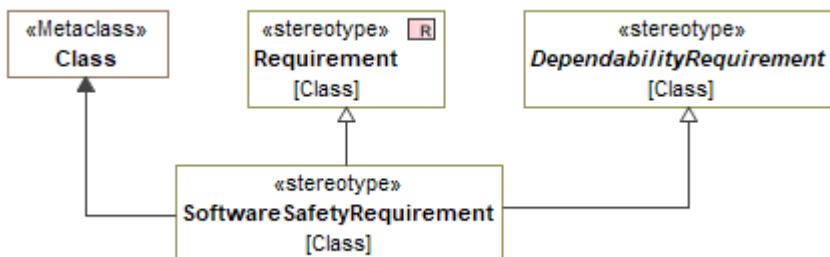 «Metaclass»
Class
«stereotype» R
Requirement
[Class]
«stereotype»
DependabilityRequirement
[Class]
«stereotype»
SoftwareSafetyRequirement
[Class]